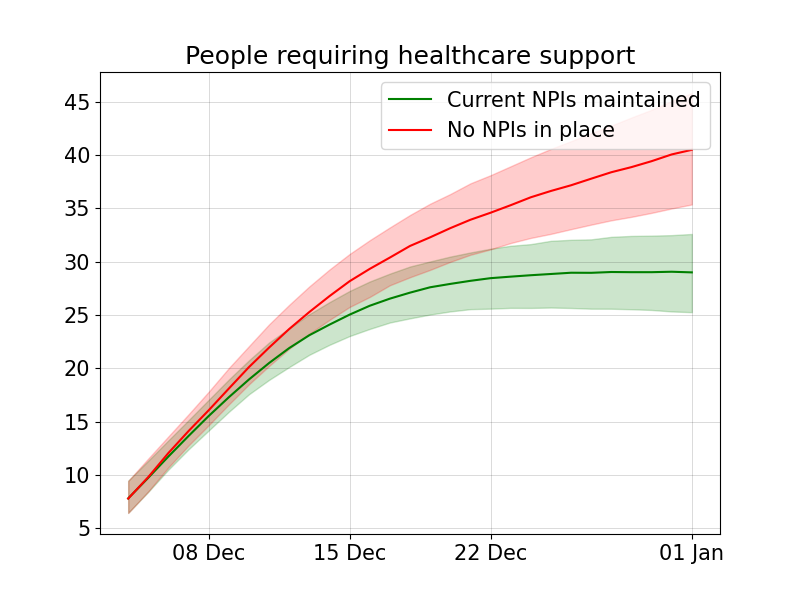 People requiring healthcare support
Current NPIs maintained
No NPIs in place
45
40
35
30
25
20
15
10
5
08 Dec
15 Dec
22 Dec
01 Jan